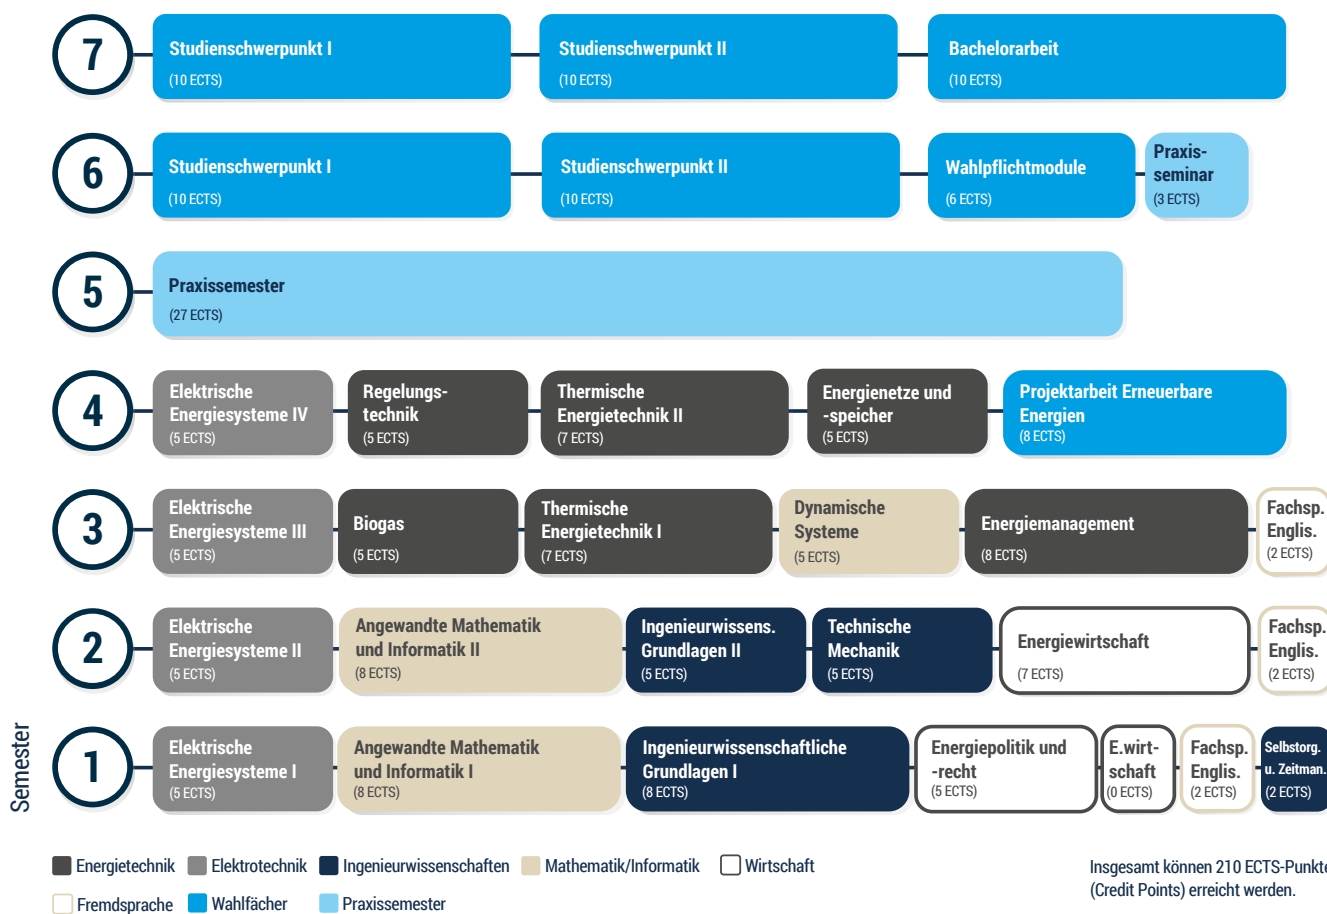 7
Studienschwerpunkt I
(10 ECTS)
Studienschwerpunkt II
(10 ECTS)
Bachelorarbeit
(10 ECTS)
6
Studienschwerpunkt I
(10 ECTS)
Studienschwerpunkt II
(10 ECTS)
Wahlpflichtmodule
(6 ECTS)
Praxis-
seminar
(3 ECTS)
5
Praxissemester
(27 ECTS)
4
Elektrische
Energiesysteme IV
(5 ECTS)
Regelungs-
technik
(5 ECTS)
Thermische
Energietechnik II
(7 ECTS)
Energienetze und
-speicher
(5 ECTS)
Projektarbeit Erneuerbare
Energien
(8 ECTS)
3
Elektrische
Energiesysteme III
(5 ECTS)
Biogas
(5 ECTS)
Thermische
Energietechnik I
(7 ECTS)
Dynamische
Systeme
(5 ECTS)
Energiemanagement
(8 ECTS)
Fachsp.
Englis.
(2 ECTS)
2
Elektrische
Energiesysteme II
(5 ECTS)
Angewandte Mathematik
und Informatik II
(8 ECTS)
Ingenieurwissens.
Grundlagen II
(5 ECTS)
Technische
Mechanik
(5 ECTS)
Energiewirtschaft
(7 ECTS)
Fachsp.
Englis.
(2 ECTS)
Semester
1
Elektrische
Energiesysteme I
(5 ECTS)
Angewandte Mathematik
und Informatik I
(8 ECTS)
Ingenieurwissenschaftliche
Grundlagen I
(8 ECTS)
Energiepolitik und
-recht
(5 ECTS)
E.wirt-
schaft
(0 ECTS)
Fachsp.
Englis.
(2 ECTS)
Selbstorg.
u. Zeitman.
(2 ECTS)
Energietechnik
Elektrotechnik
Ingenieurwissenschaften
Mathematik/Informatik
Wirtschaft
Fremdsprache
Wahlfächer
Praxissemester
Insgesamt können 210 ECTS-Punkte
(Credit Points) erreicht werden.